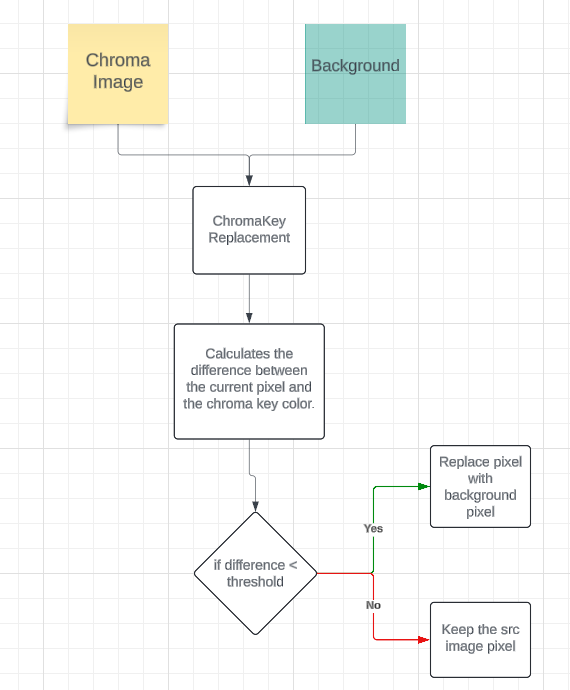 Chroma
Image
Background
ChromaKey
Replacement
Calculates the
difference between
the current pixel and
the chroma key color.
if difference <
threshold
Yes
Replace pixel
with
background
pixel
No
Keep the src
image pixel